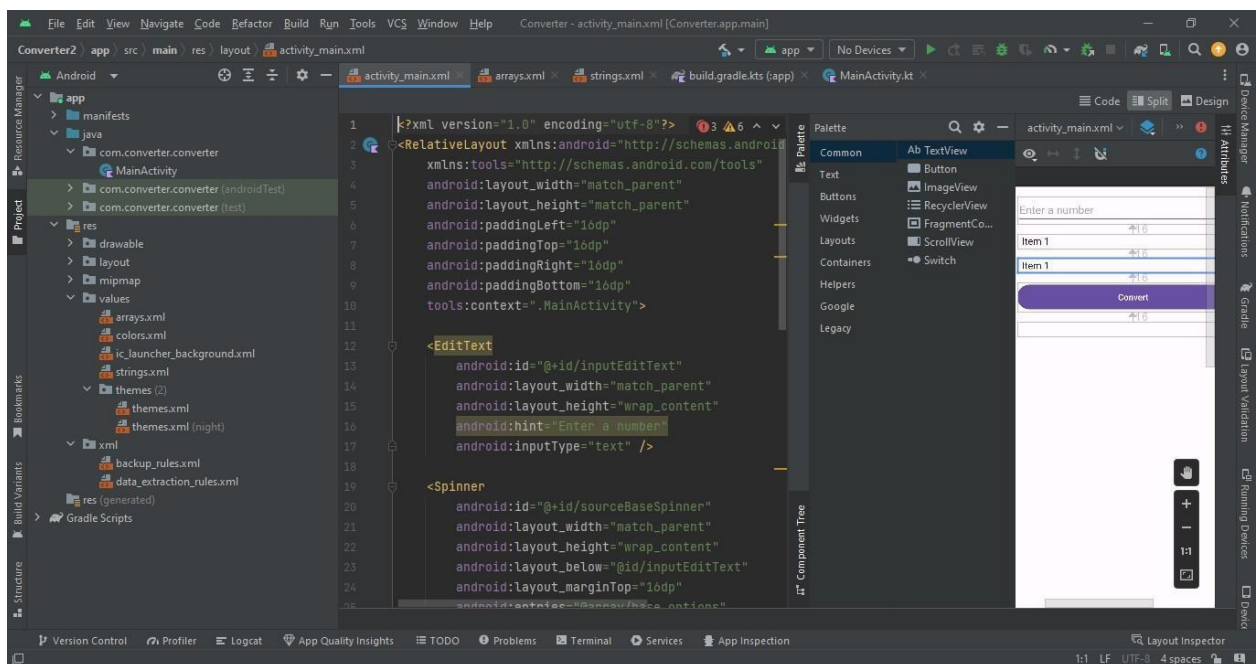 File Edit View Navigate Code Refactor Build Run Tools VCS Window Help Converter - activity_main.xml [Converter.app.main]
Converter2 app src main res layout activity_main.xml app No Devices
Android activity_main.xml arrays.xml strings.xml build.gradle.kts (:app) MainActivity.kt
Code Split Design
Resource Manager
Project
Bookmarks
Build Variants
Structure
app
manifests
java
com.converter.converter
MainActivity
com.converter.converter (androidTest)
com.converter.converter (test)
res
drawable
layout
mipmap
values
arrays.xml
colors.xml
ic_launcher_background.xml
strings.xml
themes (2)
themes.xml
themes.xml (night)
xml
backup_rules.xml
data_extraction_rules.xml
res (generated)
Gradle Scripts
1 <?xml version="1.0" encoding="utf-8"?> 3 6
2 <RelativeLayout xmlns:android="http://schemas.android
3 xmlns:tools="http://schemas.android.com/tools"
4 android:layout_width="match_parent"
5 android:layout_height="match_parent"
6 android:paddingLeft="16dp"
7 android:paddingTop="16dp"
8 android:paddingRight="16dp"
9 android:paddingBottom="16dp"
10 tools:context=".MainActivity">
11
12 <EditText
13 android:id="@+id/inputEditText"
14 android:layout_width="match_parent"
15 android:layout_height="wrap_content"
16 android:hint="Enter a number"
17 android:inputType="text" />
18
19 <Spinner
20 android:id="@+id/sourceBaseSpinner"
21 android:layout_width="match_parent"
22 android:layout_height="wrap_content"
23 android:layout_below="@id/inputEditText"
24 android:layout_marginTop="16dp"
25 android:entries="@array/base_options"
Palette
Component Tree
Palette
Common
Text
Buttons
Widgets
Layouts
Containers
Helpers
Google
Legacy
Ab TextView
Button
ImageView
RecyclerView
FragmentCo...
ScrollView
Switch
activity_main.xml
Enter a number
16
Item 1
16
Item 1
16
Convert
16
1:1
Device Manager
Attributes
Notifications
Gradle
Layout Validation
Running Devices
Devic
Version Control Profiler Logcat App Quality Insights TODO Problems Terminal Services App Inspection Layout Inspector
1:1 LF UTF-8 4 spaces